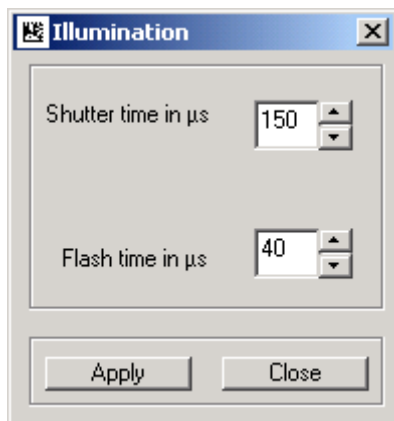 Illumination
Shutter time in µs 150
Flash time in µs 40
Apply Close